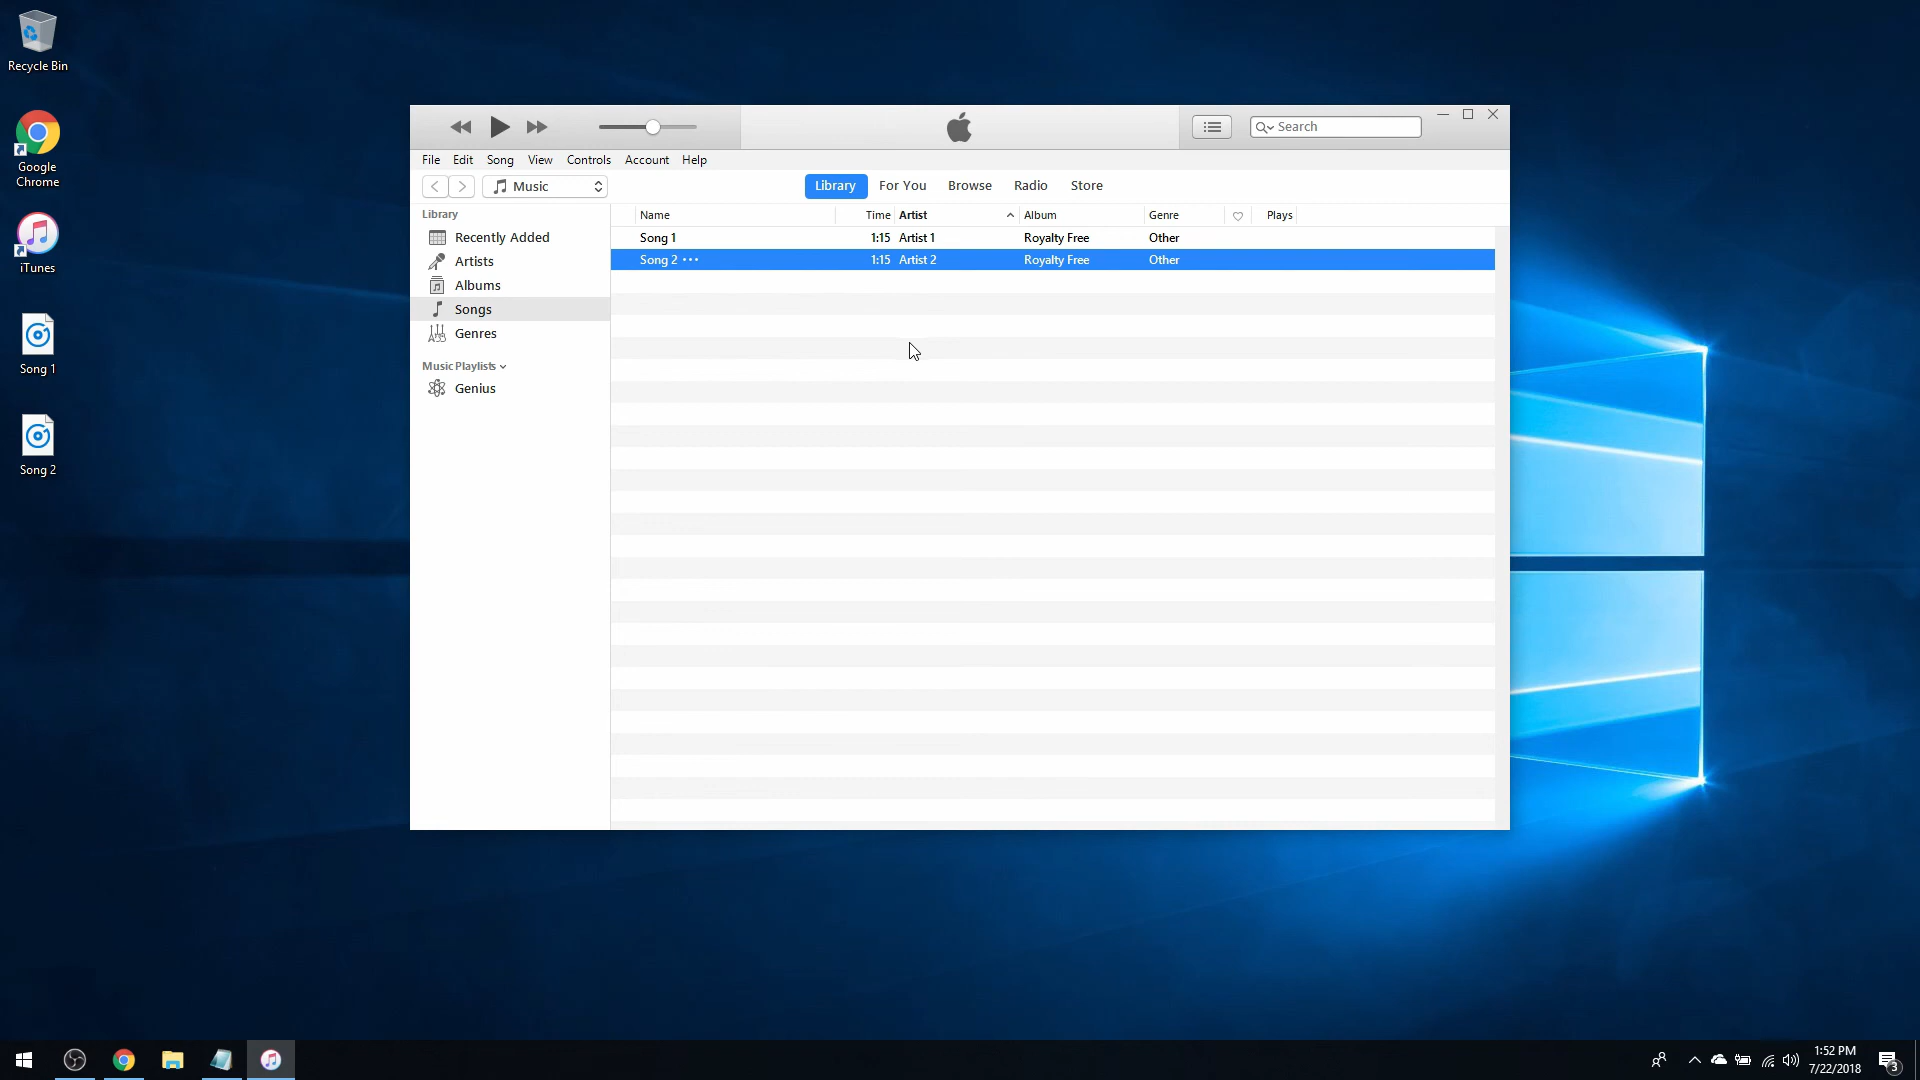 Recycle Bin
Google
Chrome
iTunes
Song 1
Song 2
Search
File Edit Song View Controls Account Help
Music
Library For You Browse Radio Store
Library
Recently Added
Artists
Albums
Songs
Genres
Music Playlists
Genius
Name Time Artist Album Genre Plays
Song 1 1:15 Artist 1 Royalty Free Other
Song 2 ··· 1:15 Artist 2 Royalty Free Other
1:52 PM
7/22/2018
3